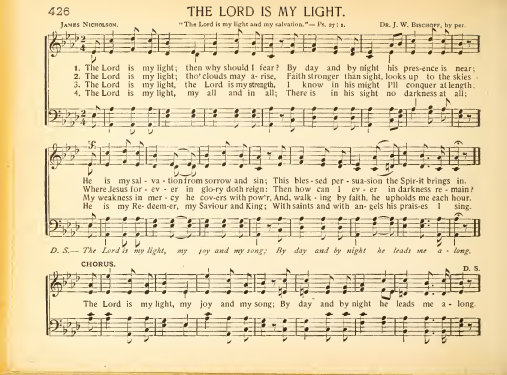 426
THE LORD IS MY LIGHT.
JAMES NICHOLSON. "The Lord is my light and my salvation."—Ps. 27: 1. DR. J. W. BISCHOFF, by per.
1. The Lord is my light; then why should I fear? By day and by night his pres-ence is near;
2. The Lord is my light; tho' clouds may a-rise, Faith stronger than sight, looks up to the skies
3. The Lord is my light, the Lord is my strength, I know in his might I'll conquer at length.
4. The Lord is my light, my all and in all; There is in his sight no darkness at all;
He is my sal - va - tion from sorrow and sin; This bles-sed per - sua-sion the Spir-it brings in.
Where Jesus for - ev - er in glo-ry doth reign: Then how can I ev - er in darkness re - main?
My weakness in mer - cy he cov-ers with pow'r, And, walk - ing by faith, he upholds me each hour.
He is my Re-deem-er, my Saviour and King; With saints and with an-gels his praises I sing.
D. S.— The Lord is my light, my joy and my song; By day and by night he leads me a - long.
CHORUS.
D. S.
The Lord is my light, my joy and my song; By day and by night he leads me a - long.